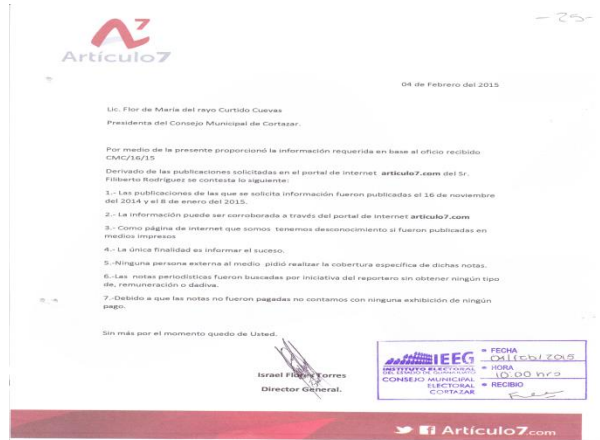 - 25-
A7
Artículo7
04 de Febrero del 2015
Lic. Flor de María del rayo Curtido Cuevas
Presidenta del Consejo Municipal de Cortazar.
Por medio de la presente proporcionó la información requerida en base al oficio recibido
CMC/16/15
Derivado de las publicaciones solicitadas en el portal de internet articulo7.com del Sr.
Filiberto Rodríguez se contesta lo siguiente:
1.- Las publicaciones de las que se solicita información fueron publicadas el 16 de noviembre
del 2014 y el 8 de enero del 2015.
2.- La información puede ser corroborada a través del portal de internet articulo7.com
3.- Como página de internet que somos tenemos desconocimiento si fueron publicadas en
medios impresos
4.- La única finalidad es informar el suceso.
5.-Ninguna persona externa al medio pidió realizar la cobertura especifica de dichas notas.
6.-Las notas periodísticas fueron buscadas por iniciativa del reportero sin obtener ningún tipo
de, remuneración o dadiva.
7.-Debido a que las notas no fueron pagadas no contamos con ninguna exhibición de ningún
pago.
Sin más por el momento quedo de Usted.
Israel Flores Torres
Director General.
IEEG
INSTITUTO ELECTORAL
DEL ESTADO DE GUANAJUATO
CONSEJO MUNICIPAL
ELECTORAL
CORTAZAR
FECHA
04/feb/2015
HORA
10:00 hrs
RECIBIO
Artículo7.com